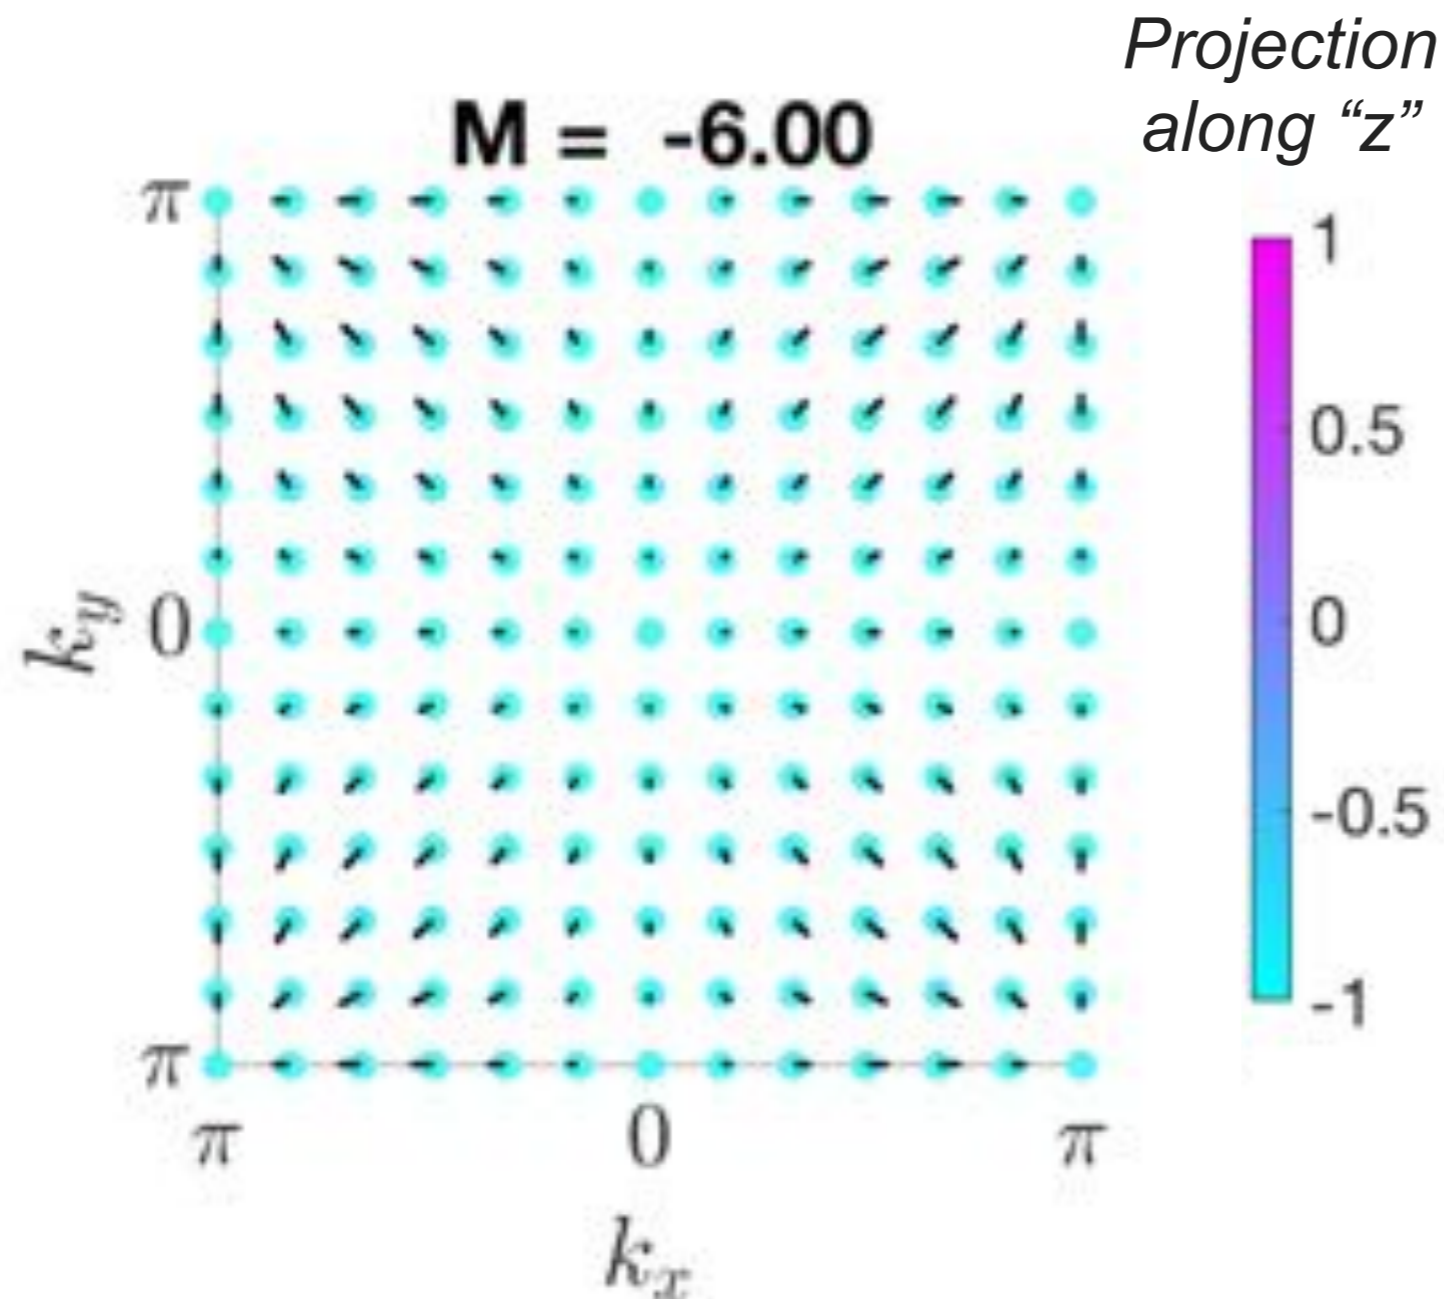 Projection
along “z”
M = -6.00
π
1
0.5
k_y 0
0
-0.5
π
-1
π 0 π
k_x